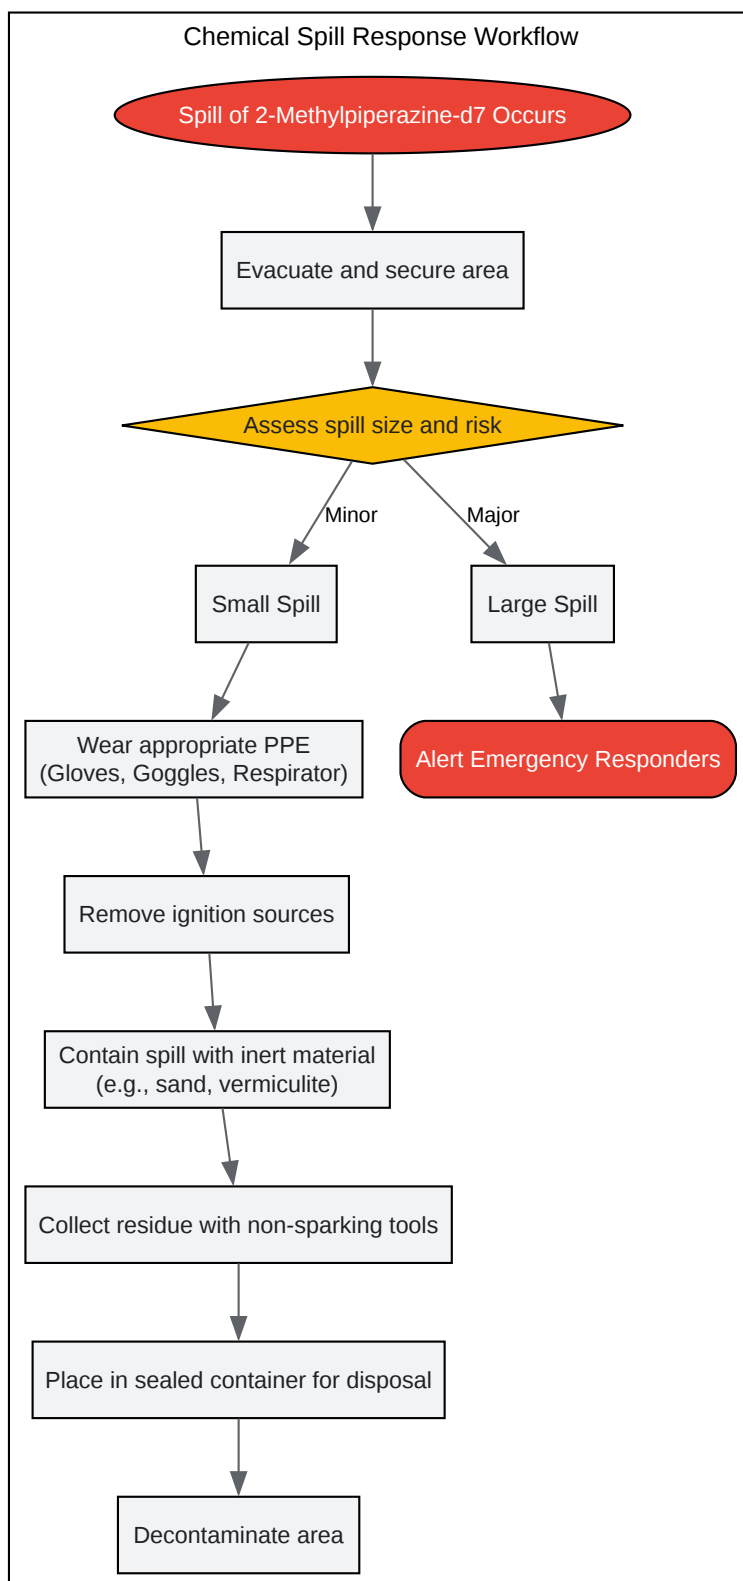 Chemical Spill Response Workflow
Spill of 2-Methylpiperazine-d7 Occurs
Evacuate and secure area
Assess spill size and risk
Minor
Major
Small Spill
Large Spill
Wear appropriate PPE
(Gloves, Goggles, Respirator)
Alert Emergency Responders
Remove ignition sources
Contain spill with inert material
(e.g., sand, vermiculite)
Collect residue with non-sparking tools
Place in sealed container for disposal
Decontaminate area